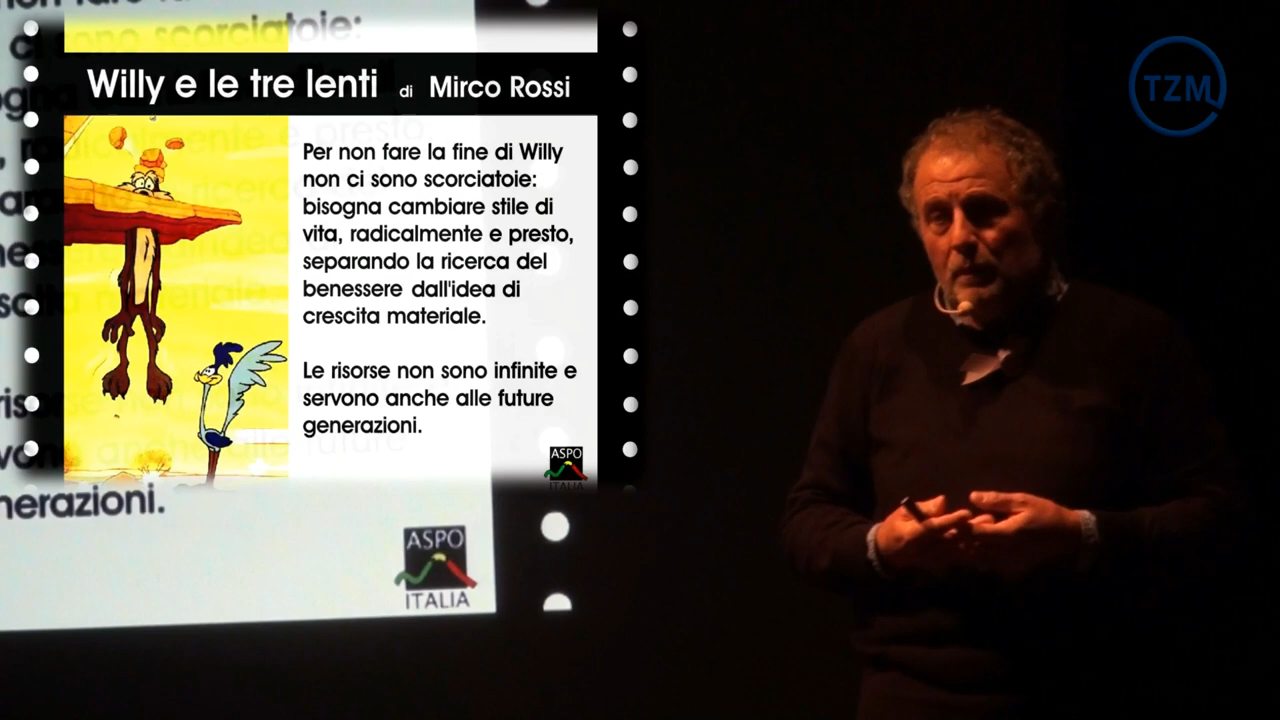 Willy e le tre lenti di Mirco Rossi
Per non fare la fine di Willy
non ci sono scorciatoie:
bisogna cambiare stile di
vita, radicalmente e presto,
separando la ricerca del
benessere dall'idea di
crescita materiale.
Le risorse non sono infinite e
servono anche alle future
generazioni.
ASPO
ITALIA
nerazioni.
ASPO
ITALIA
TZM